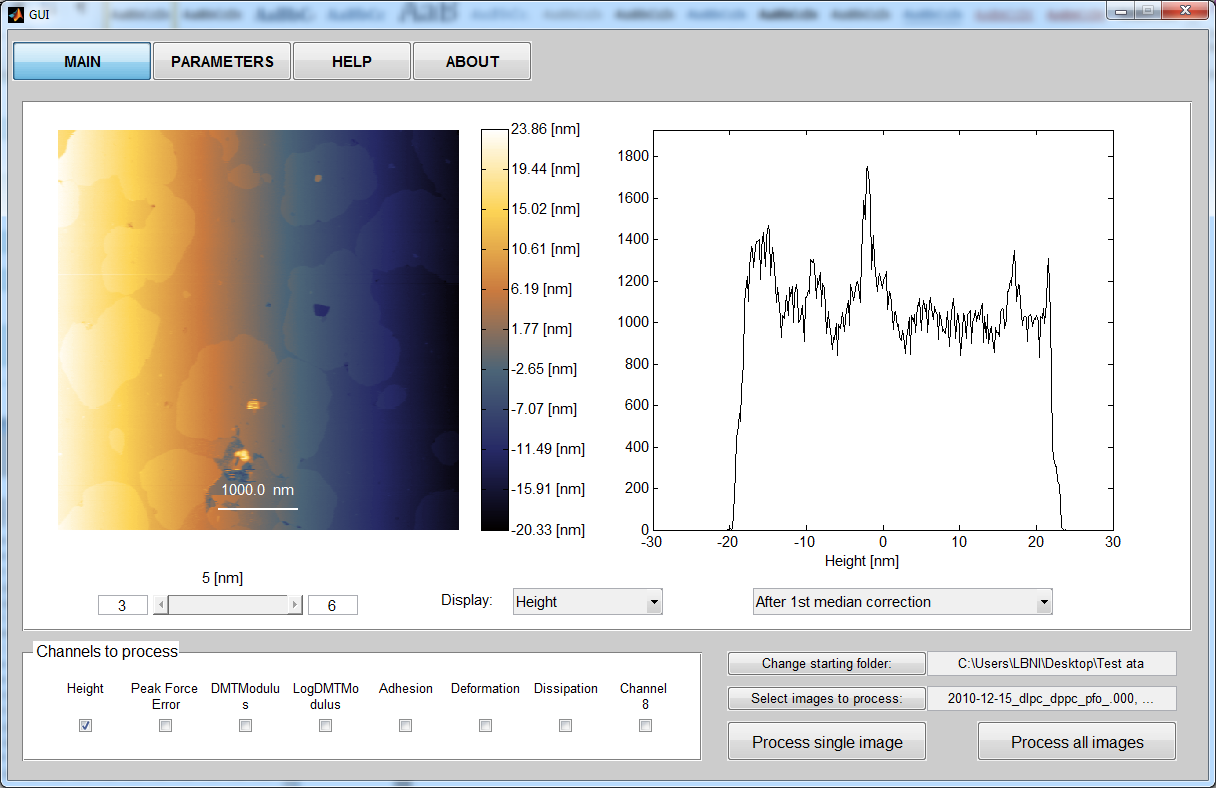 GUI
MAIN
PARAMETERS
HELP
ABOUT
23.86 [nm]
19.44 [nm]
15.02 [nm]
10.61 [nm]
6.19 [nm]
1.77 [nm]
-2.65 [nm]
-7.07 [nm]
-11.49 [nm]
-15.91 [nm]
-20.33 [nm]
1000.0 nm
1800
1600
1400
1200
1000
800
600
400
200
0
-30
-20
-10
0
10
20
30
Height [nm]
5 [nm]
3
6
Display:
Height
After 1st median correction
Channels to process
Height
Peak Force
Error
DMTModulu
s
LogDMTMo
dulus
Adhesion
Deformation
Dissipation
Channel
8
Change starting folder:
C:\Users\LBNI\Desktop\Test ata
Select images to process:
2010-12-15_dlpc_dppc_pfo_.000, ...
Process single image
Process all images